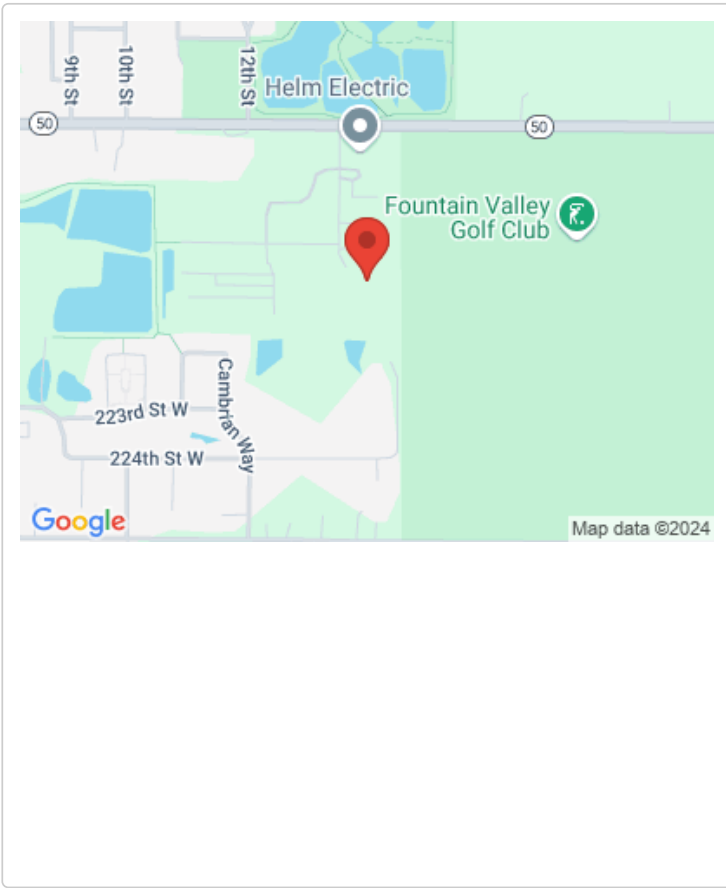 9th St
10th St
12th St
Helm Electric
50
50
Fountain Valley
Golf Club
Cambrian Way
223rd St W
224th St W
Google
Map data ©2024